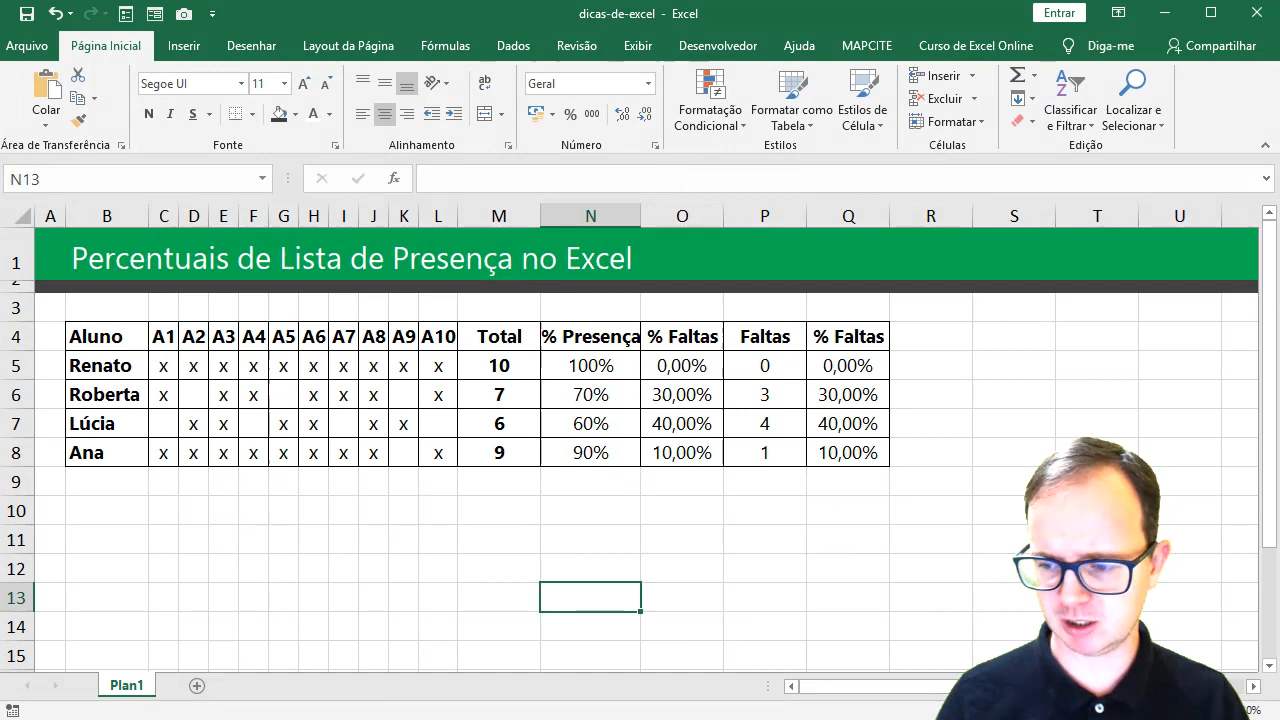 dicas-de-excel - Excel
Entrar
Arquivo Página Inicial Inserir Desenhar Layout da Página Fórmulas Dados Revisão Exibir Desenvolvedor Ajuda MAPCITE Curso de Excel Online Diga-me Compartilhar
Colar
Segoe UI 11
N I S
ab
Geral
% 000
Formatação Condicional
Formatar como Tabela
Estilos de Célula
Inserir
Excluir
Formatar
Classificar e Filtrar
Localizar e Selecionar
Área de Transferência Fonte Alinhamento Número Estilos Células Edição
N13 fx
A B C D E F G H I J K L M N O P Q R S T U
1 Percentuais de Lista de Presença no Excel
2
3
4 Aluno A1 A2 A3 A4 A5 A6 A7 A8 A9 A10 Total % Presença % Faltas Faltas % Faltas
5 Renato x x x x x x x x x x 10 100% 0,00% 0 0,00%
6 Roberta x x x x x x x 7 70% 30,00% 3 30,00%
7 Lúcia x x x x x x 6 60% 40,00% 4 40,00%
8 Ana x x x x x x x x x 9 90% 10,00% 1 10,00%
9
10
11
12
13
14
15
Plan1